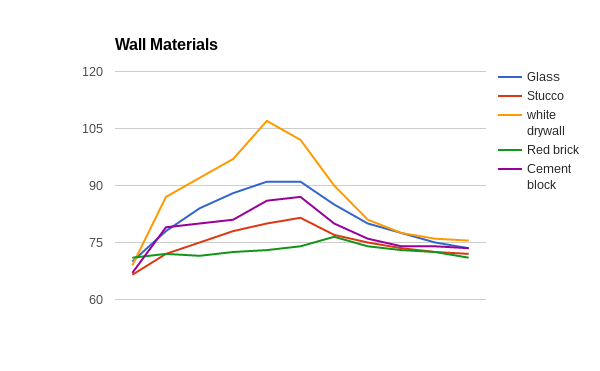 Wall Materials
120
105
90
75
60
Glass
Stucco
white
drywall
Red brick
Cement
block